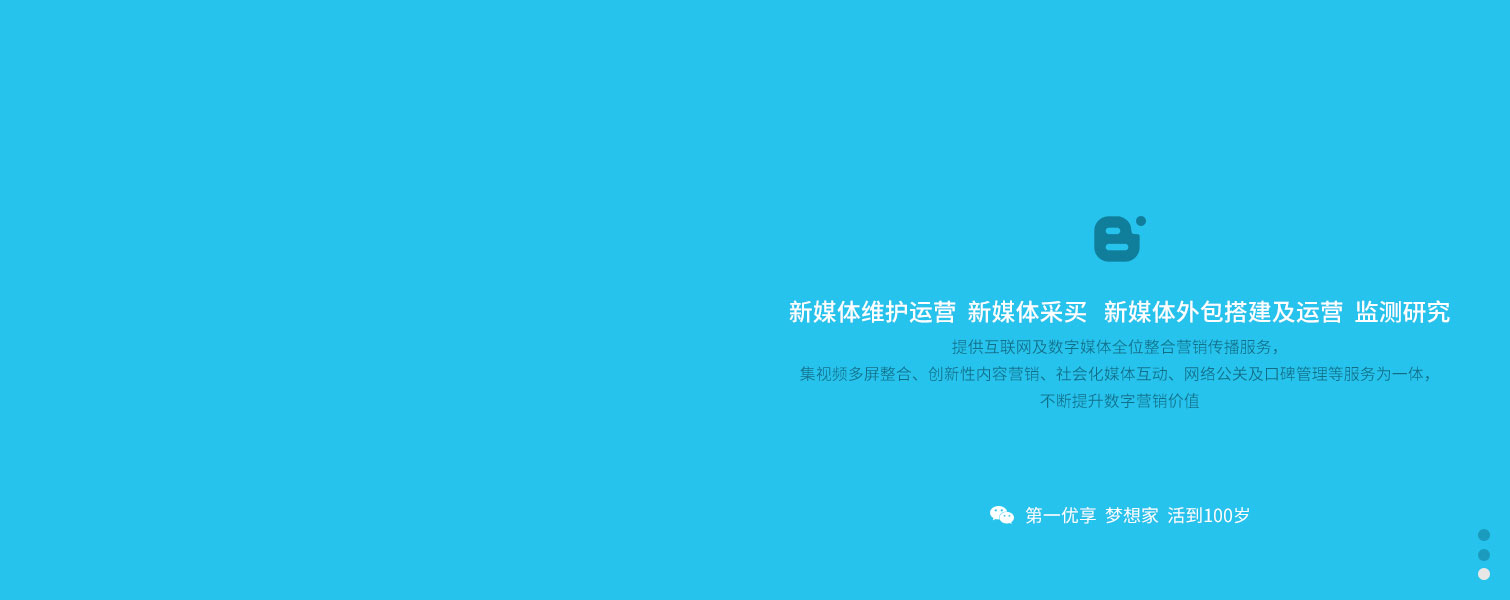 新媒体维护运营 新媒体采买 新媒体外包搭建及运营 监测研究
提供互联网及数字媒体全位整合营销传播服务，
集视频多屏整合、创新性内容营销、社会化媒体互动、网络公关及口碑管理等服务为一体，
不断提升数字营销价值
第一优享 梦想家 活到100岁